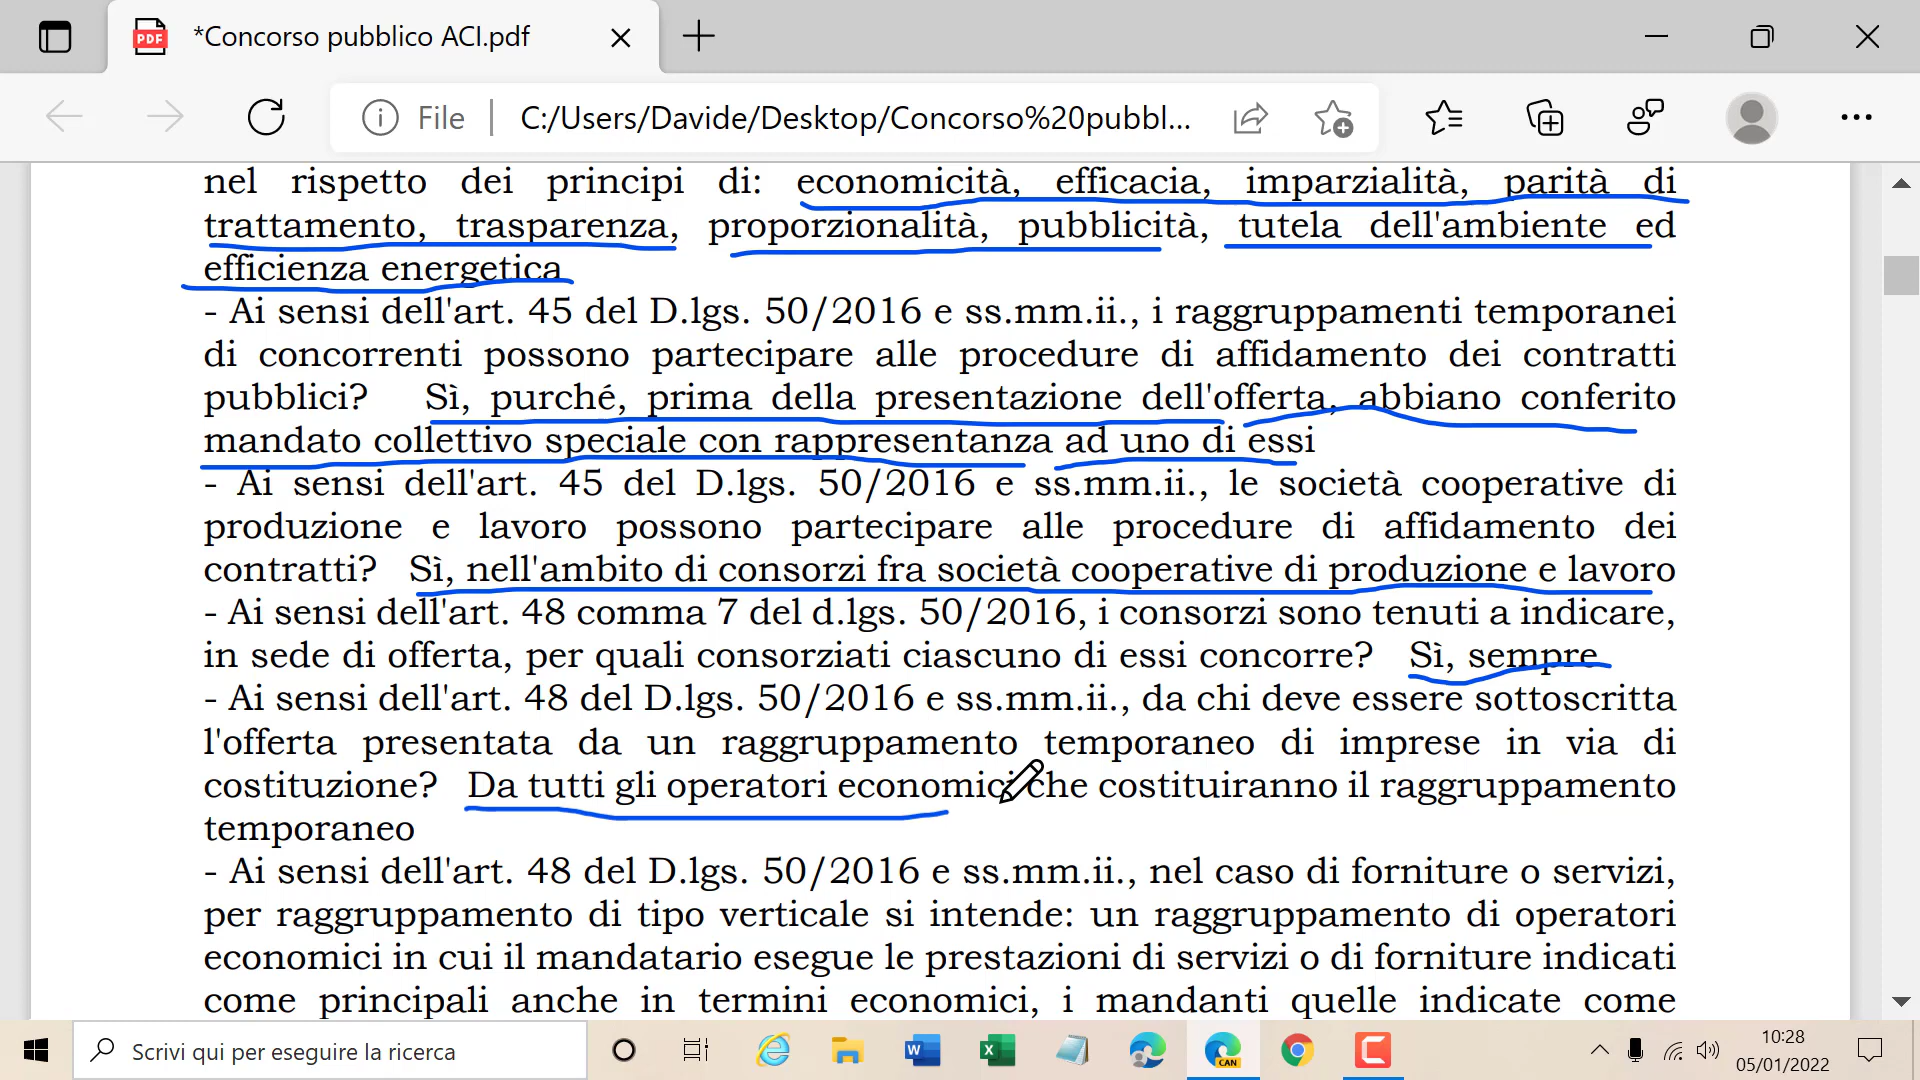 *Concorso pubblico ACI.pdf
File
C:/Users/Davide/Desktop/Concorso%20pubbl...
nel rispetto dei principi di: economicità, efficacia, imparzialità, parità di
trattamento, trasparenza, proporzionalità, pubblicità, tutela dell'ambiente ed
efficienza energetica
- Ai sensi dell'art. 45 del D.lgs. 50/2016 e ss.mm.ii., i raggruppamenti temporanei
di concorrenti possono partecipare alle procedure di affidamento dei contratti
pubblici? Sì, purché, prima della presentazione dell'offerta, abbiano conferito
mandato collettivo speciale con rappresentanza ad uno di essi
- Ai sensi dell'art. 45 del D.lgs. 50/2016 e ss.mm.ii., le società cooperative di
produzione e lavoro possono partecipare alle procedure di affidamento dei
contratti? Sì, nell'ambito di consorzi fra società cooperative di produzione e lavoro
- Ai sensi dell'art. 48 comma 7 del d.lgs. 50/2016, i consorzi sono tenuti a indicare,
in sede di offerta, per quali consorziati ciascuno di essi concorre? Sì, sempre
- Ai sensi dell'art. 48 del D.lgs. 50/2016 e ss.mm.ii., da chi deve essere sottoscritta
l'offerta presentata da un raggruppamento temporaneo di imprese in via di
costituzione? Da tutti gli operatori economici che costituiranno il raggruppamento
temporaneo
- Ai sensi dell'art. 48 del D.lgs. 50/2016 e ss.mm.ii., nel caso di forniture o servizi,
per raggruppamento di tipo verticale si intende: un raggruppamento di operatori
economici in cui il mandatario esegue le prestazioni di servizi o di forniture indicati
come principali anche in termini economici, i mandanti quelle indicate come
Scrivi qui per eseguire la ricerca
CAN
10:28
05/01/2022